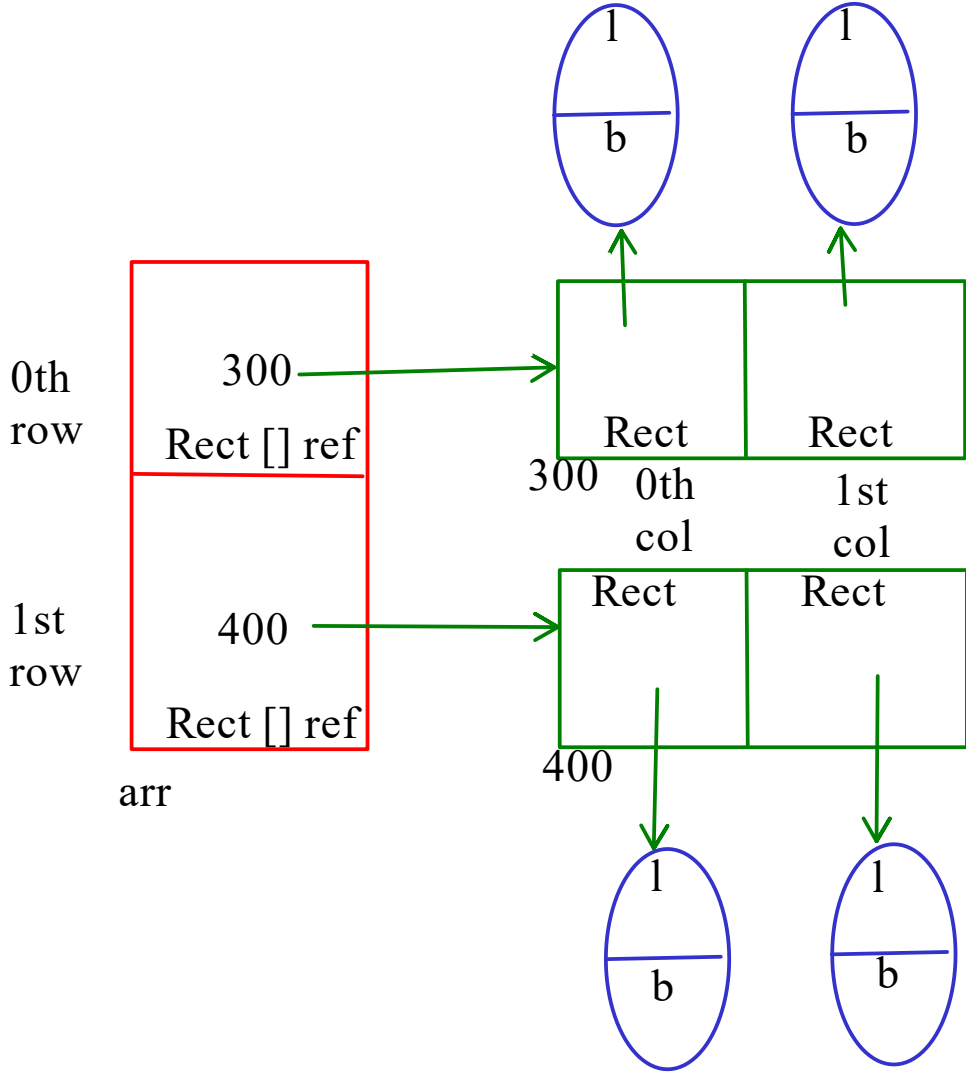 l
l
b
b
0th
row
300
Rect [] ref
Rect
Rect
300
0th
col
1st
col
1st
row
400
Rect [] ref
Rect
Rect
400
arr
l
l
b
b